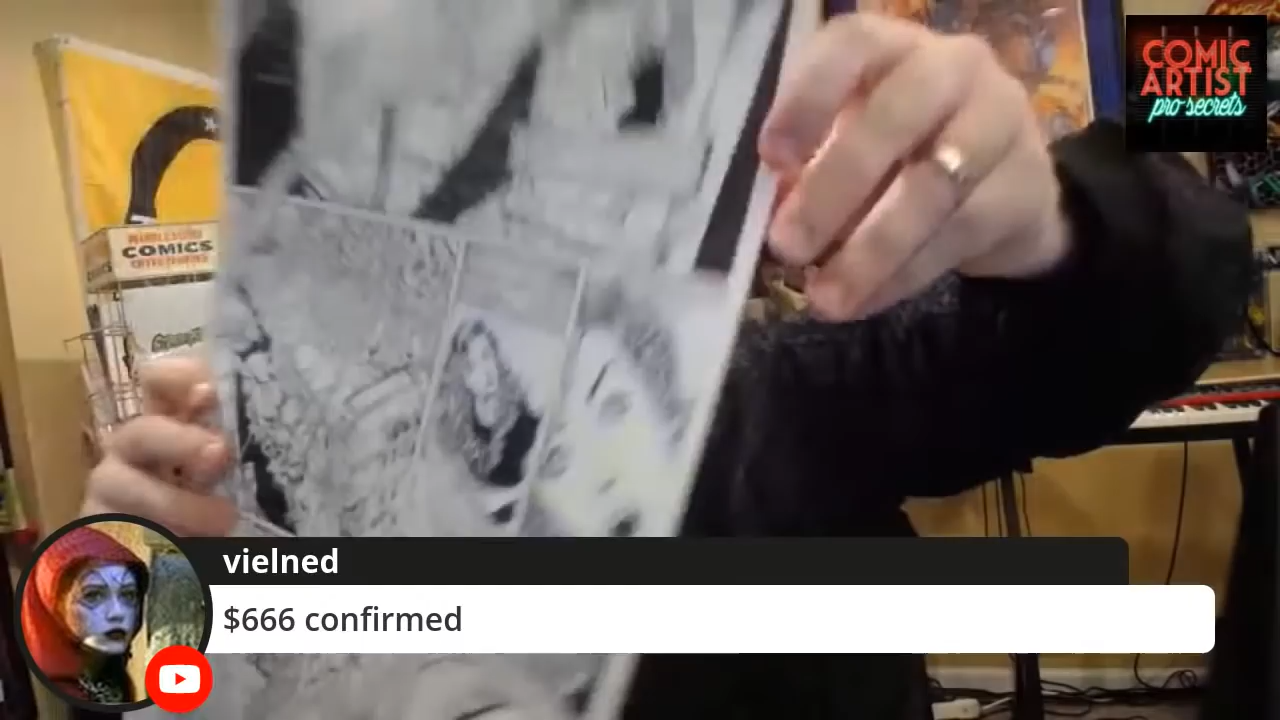 COMIC
ARTIST
pro secrets
COMICS
vielned
$666 confirmed